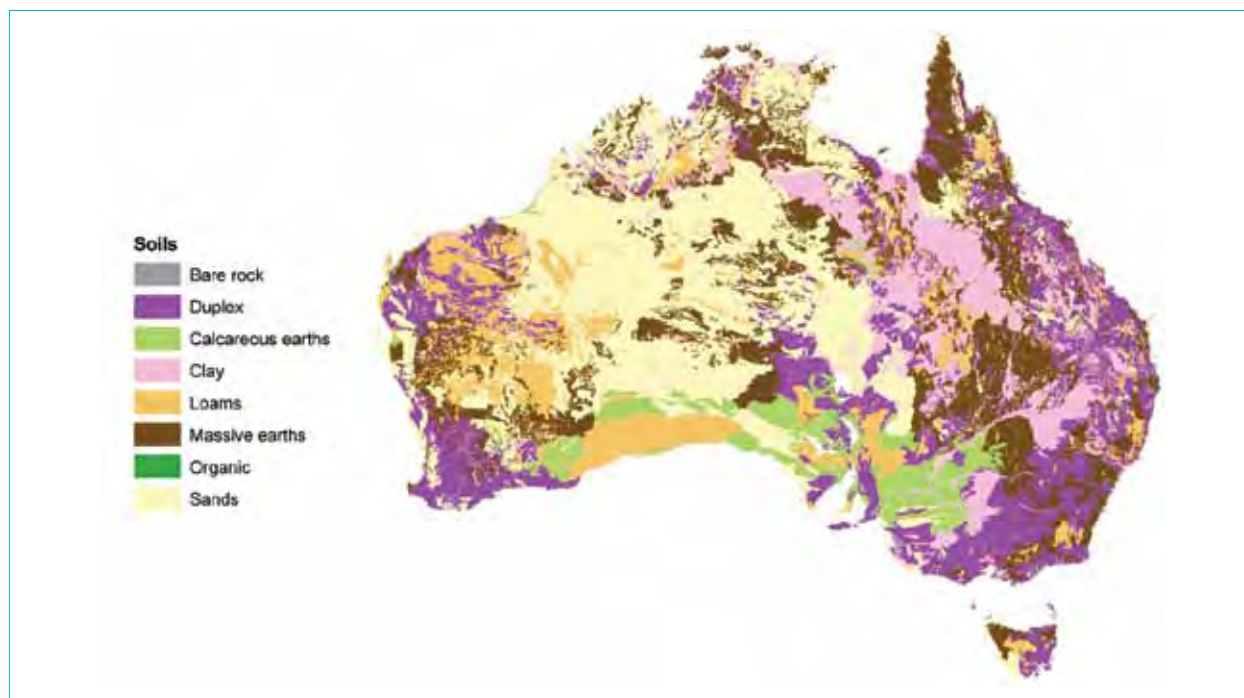 Soils
Bare rock
Duplex
Calcareous earths
Clay
Loams
Massive earths
Organic
Sands